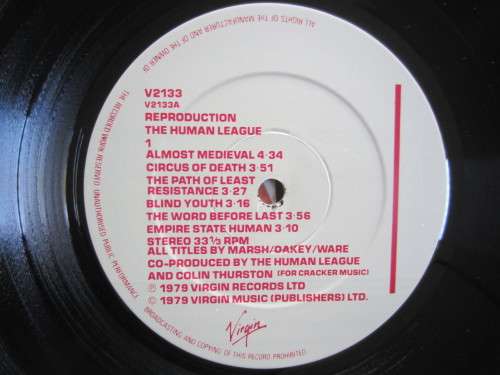 ALL RIGHTS OF THE MANUFACTURER AND OF THE OWNER OF
THE RECORDED WORK RESERVED. UNAUTHORISED PUBLIC PERFORMANCE
BROADCASTING AND COPYING OF THIS RECORD PROHIBITED
V2133
V2133A
REPRODUCTION
THE HUMAN LEAGUE
1
ALMOST MEDIEVAL 4·34
CIRCUS OF DEATH 3·51
THE PATH OF LEAST
RESISTANCE 3·27
BLIND YOUTH 3·16
THE WORD BEFORE LAST 3·56
EMPIRE STATE HUMAN 3·10
STEREO 33⅓ RPM
ALL TITLES BY MARSH/OAKEY/WARE
CO-PRODUCED BY THE HUMAN LEAGUE
AND COLIN THURSTON (FOR CRACKER MUSIC)
℗ 1979 VIRGIN RECORDS LTD
© 1979 VIRGIN MUSIC (PUBLISHERS) LTD.
Virgin